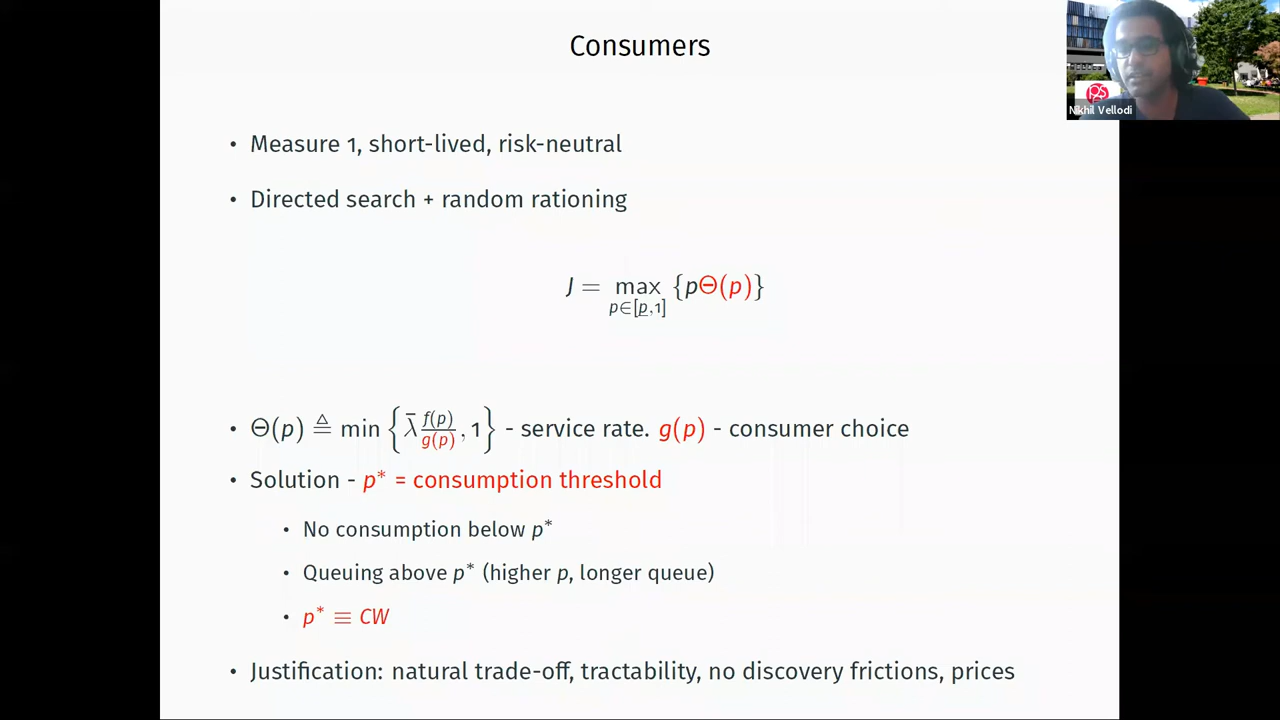 Consumers
Nikhil Vellodi
• Measure 1, short-lived, risk-neutral
• Directed search + random rationing
J = max {pΘ(p)}
p∈[p̲,1]
• Θ(p) ≜ min {λ̄ f(p)/g(p), 1} - service rate. g(p) - consumer choice
• Solution - p* = consumption threshold
• No consumption below p*
• Queuing above p* (higher p, longer queue)
• p* ≡ CW
• Justification: natural trade-off, tractability, no discovery frictions, prices